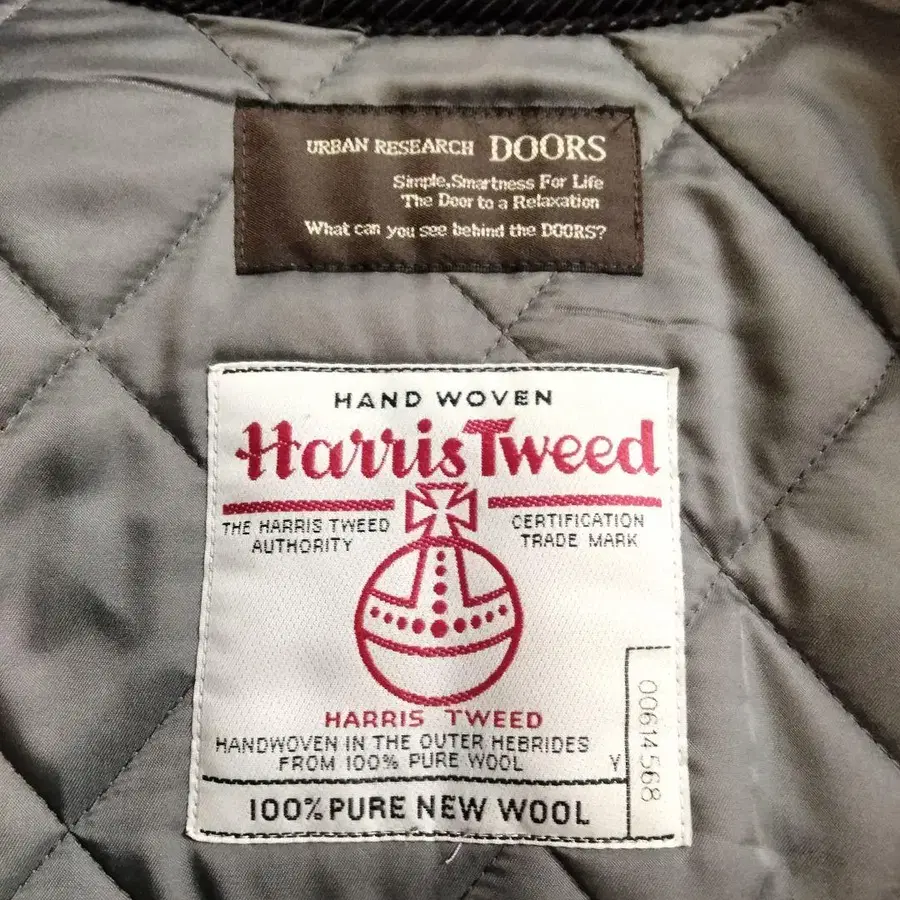 URBAN RESEARCH DOORS
Simple,Smartness For Life
The Door to a Relaxation
What can you see behind the DOORS?
HAND WOVEN
Harris Tweed
THE HARRIS TWEED
AUTHORITY
CERTIFICATION
TRADE MARK
HARRIS TWEED
HANDWOVEN IN THE OUTER HEBRIDES
FROM 100% PURE WOOL
Y
00614568
100% PURE NEW WOOL